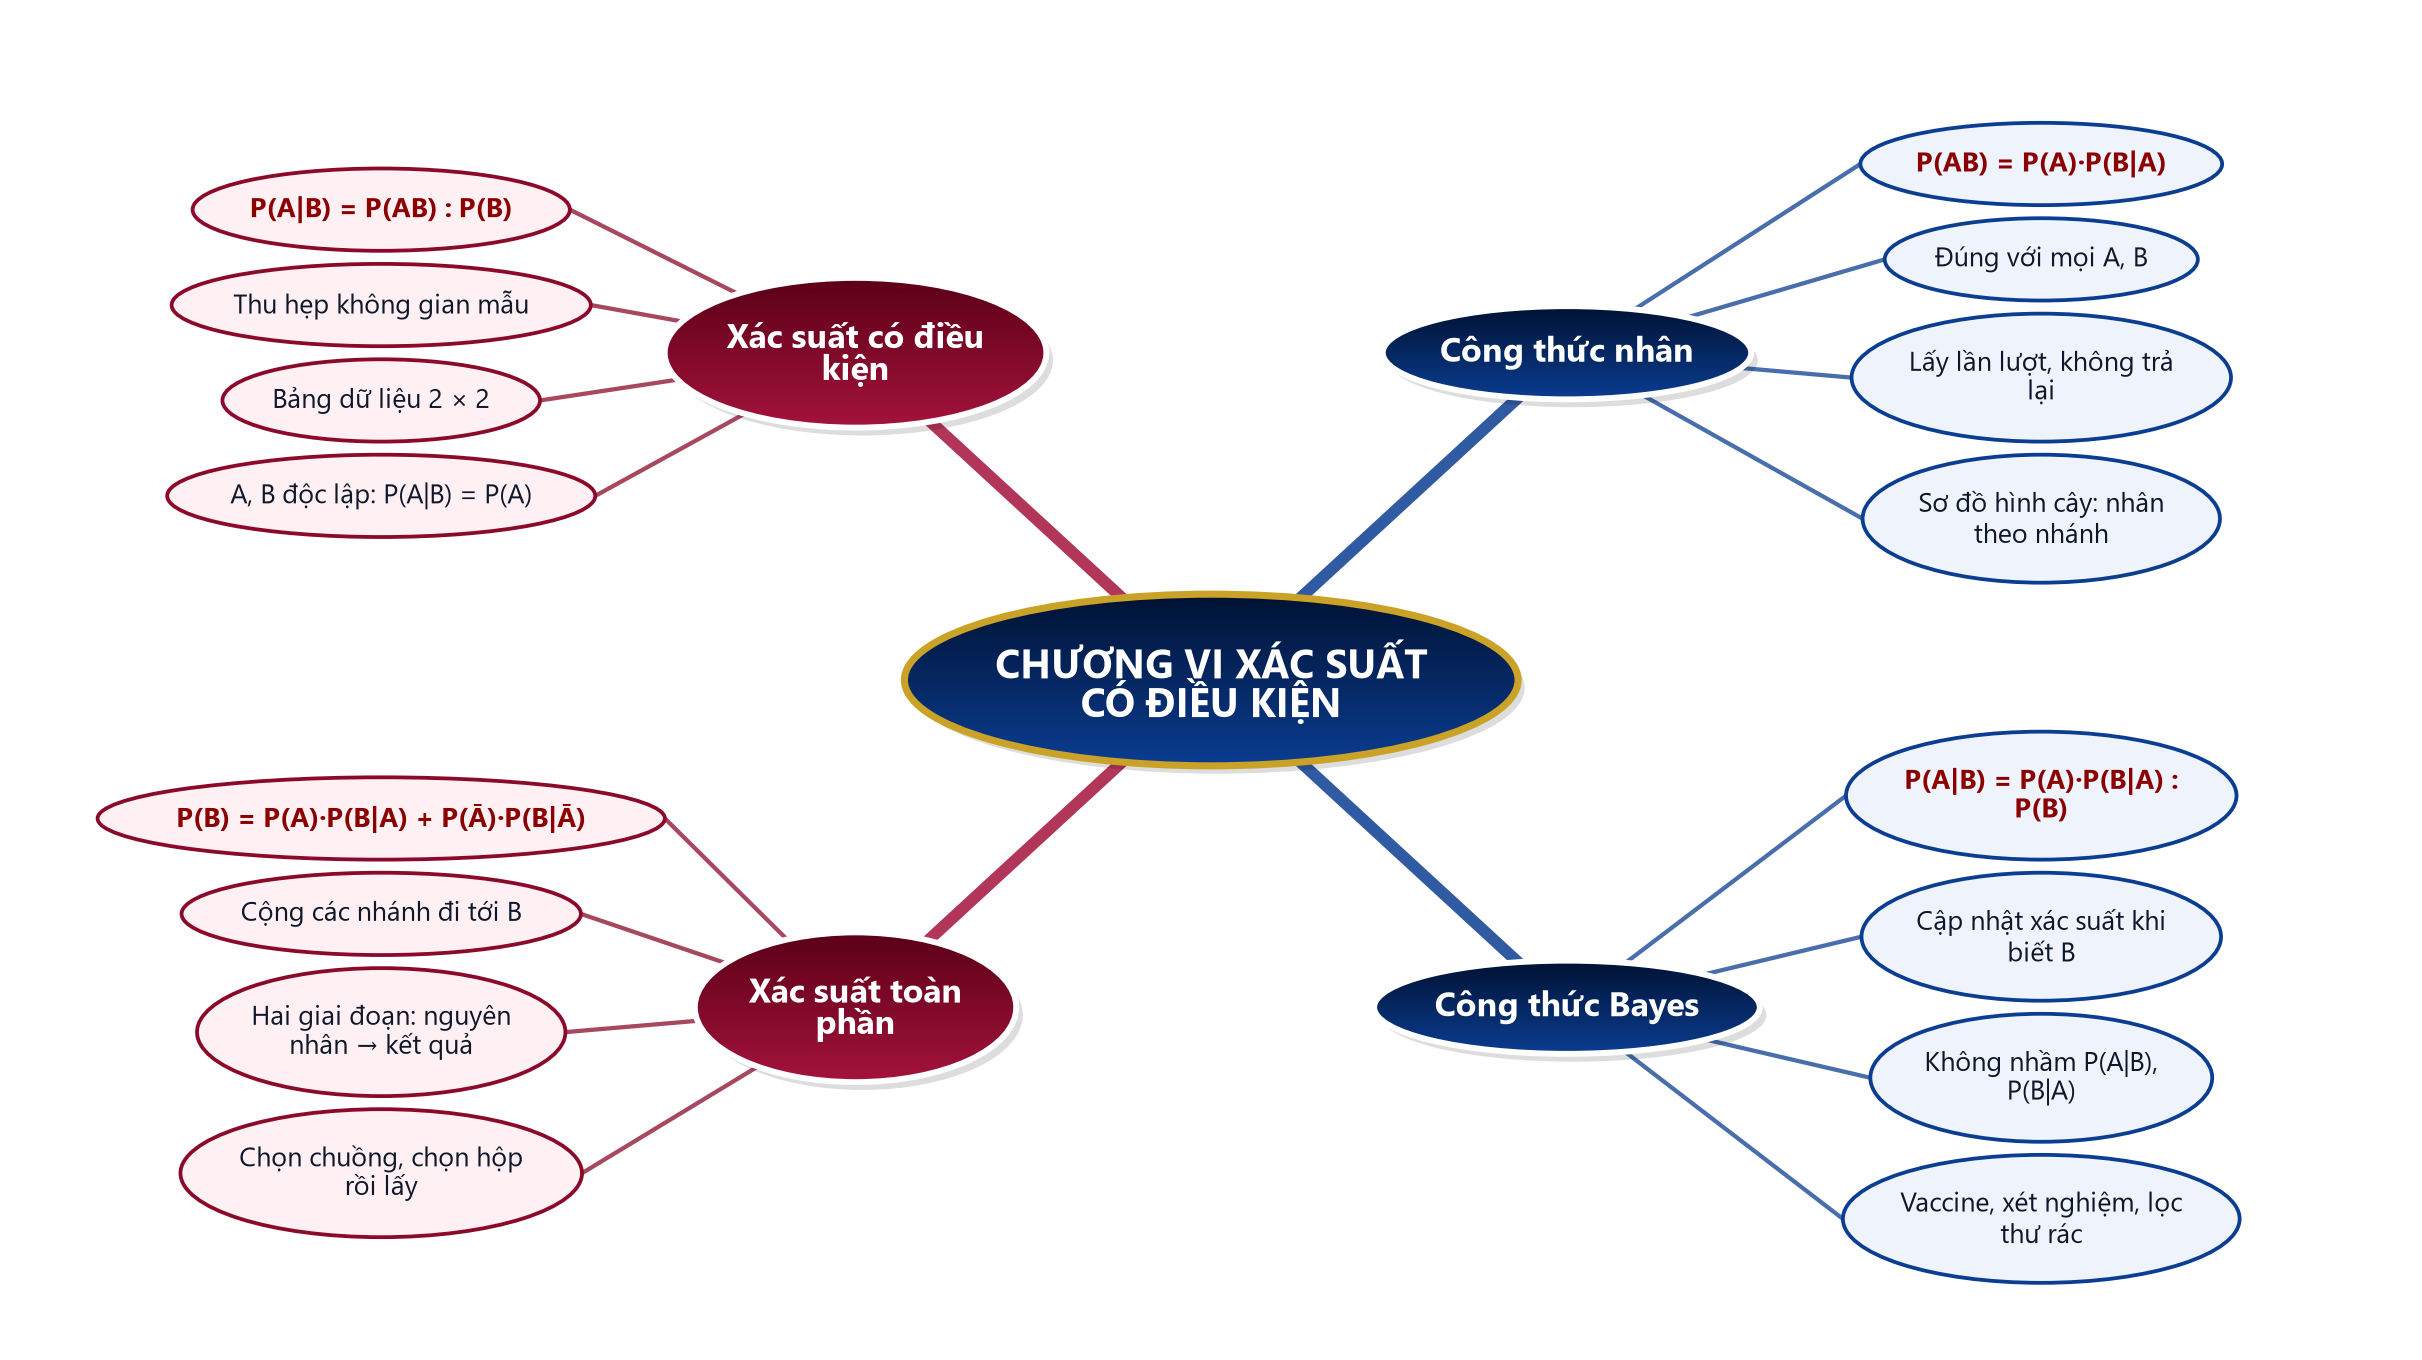 CHƯƠNG VI XÁC SUẤT
CÓ ĐIỀU KIỆN
Xác suất có điều
kiện
P(A|B) = P(AB) : P(B)
Thu hẹp không gian mẫu
Bảng dữ liệu 2 × 2
A, B độc lập: P(A|B) = P(A)
Công thức nhân
P(AB) = P(A)·P(B|A)
Đúng với mọi A, B
Lấy lần lượt, không trả
lại
Sơ đồ hình cây: nhân
theo nhánh
Xác suất toàn
phần
P(B) = P(A)·P(B|A) + P(Ā)·P(B|Ā)
Cộng các nhánh đi tới B
Hai giai đoạn: nguyên
nhân → kết quả
Chọn chuồng, chọn hộp
rồi lấy
Công thức Bayes
P(A|B) = P(A)·P(B|A) :
P(B)
Cập nhật xác suất khi
biết B
Không nhầm P(A|B),
P(B|A)
Vaccine, xét nghiệm, lọc
thư rác